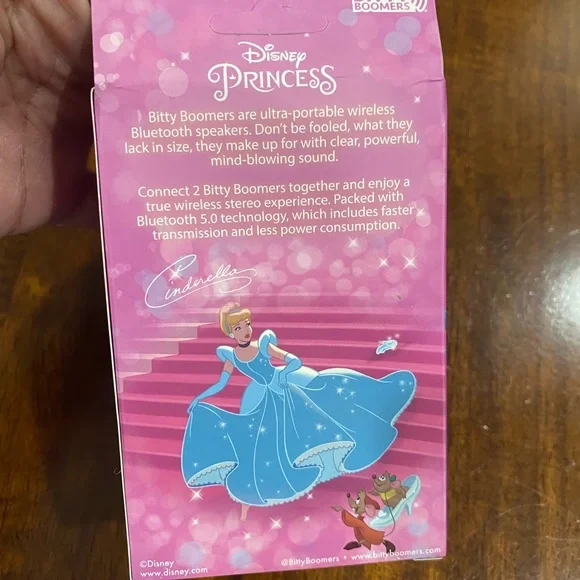 BOOMERS
Disney
PRINCESS
Bitty Boomers are ultra-portable wireless
Bluetooth speakers. Don't be fooled, what they
lack in size, they make up for with clear, powerful,
mind-blowing sound.
Connect 2 Bitty Boomers together and enjoy a
true wireless stereo experience. Packed with
Bluetooth 5.0 technology, which includes faster
transmission and less power consumption.
Cinderella
©Disney
www.disney.com
@BittyBoomers • www.bittyboomers.com